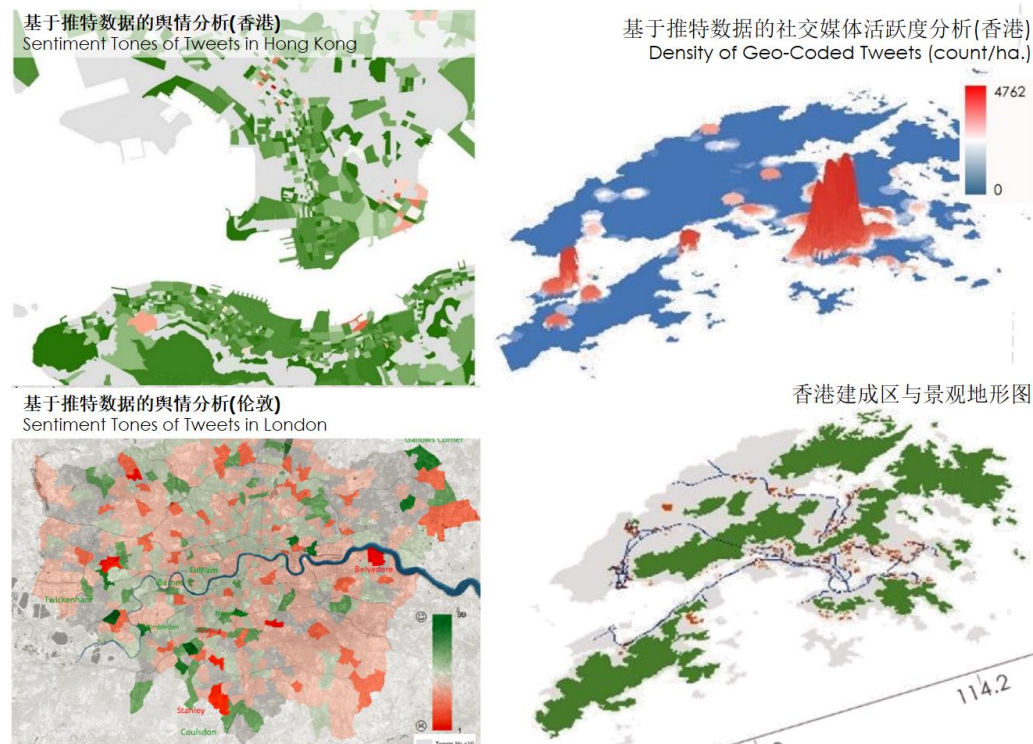 基于推特数据的舆情分析(香港)
Sentiment Tones of Tweets in Hong Kong
基于推特数据的社交媒体活跃度分析(香港)
Density of Geo-Coded Tweets (count/ha.)
4762
0
基于推特数据的舆情分析(伦敦)
Sentiment Tones of Tweets in London
Gallows Corner
Belvedere
Fulham
Barnes
Twickenham
Wimbledon
Stanley
Coulsdon
99
1
香港建成区与景观地形图
114.2